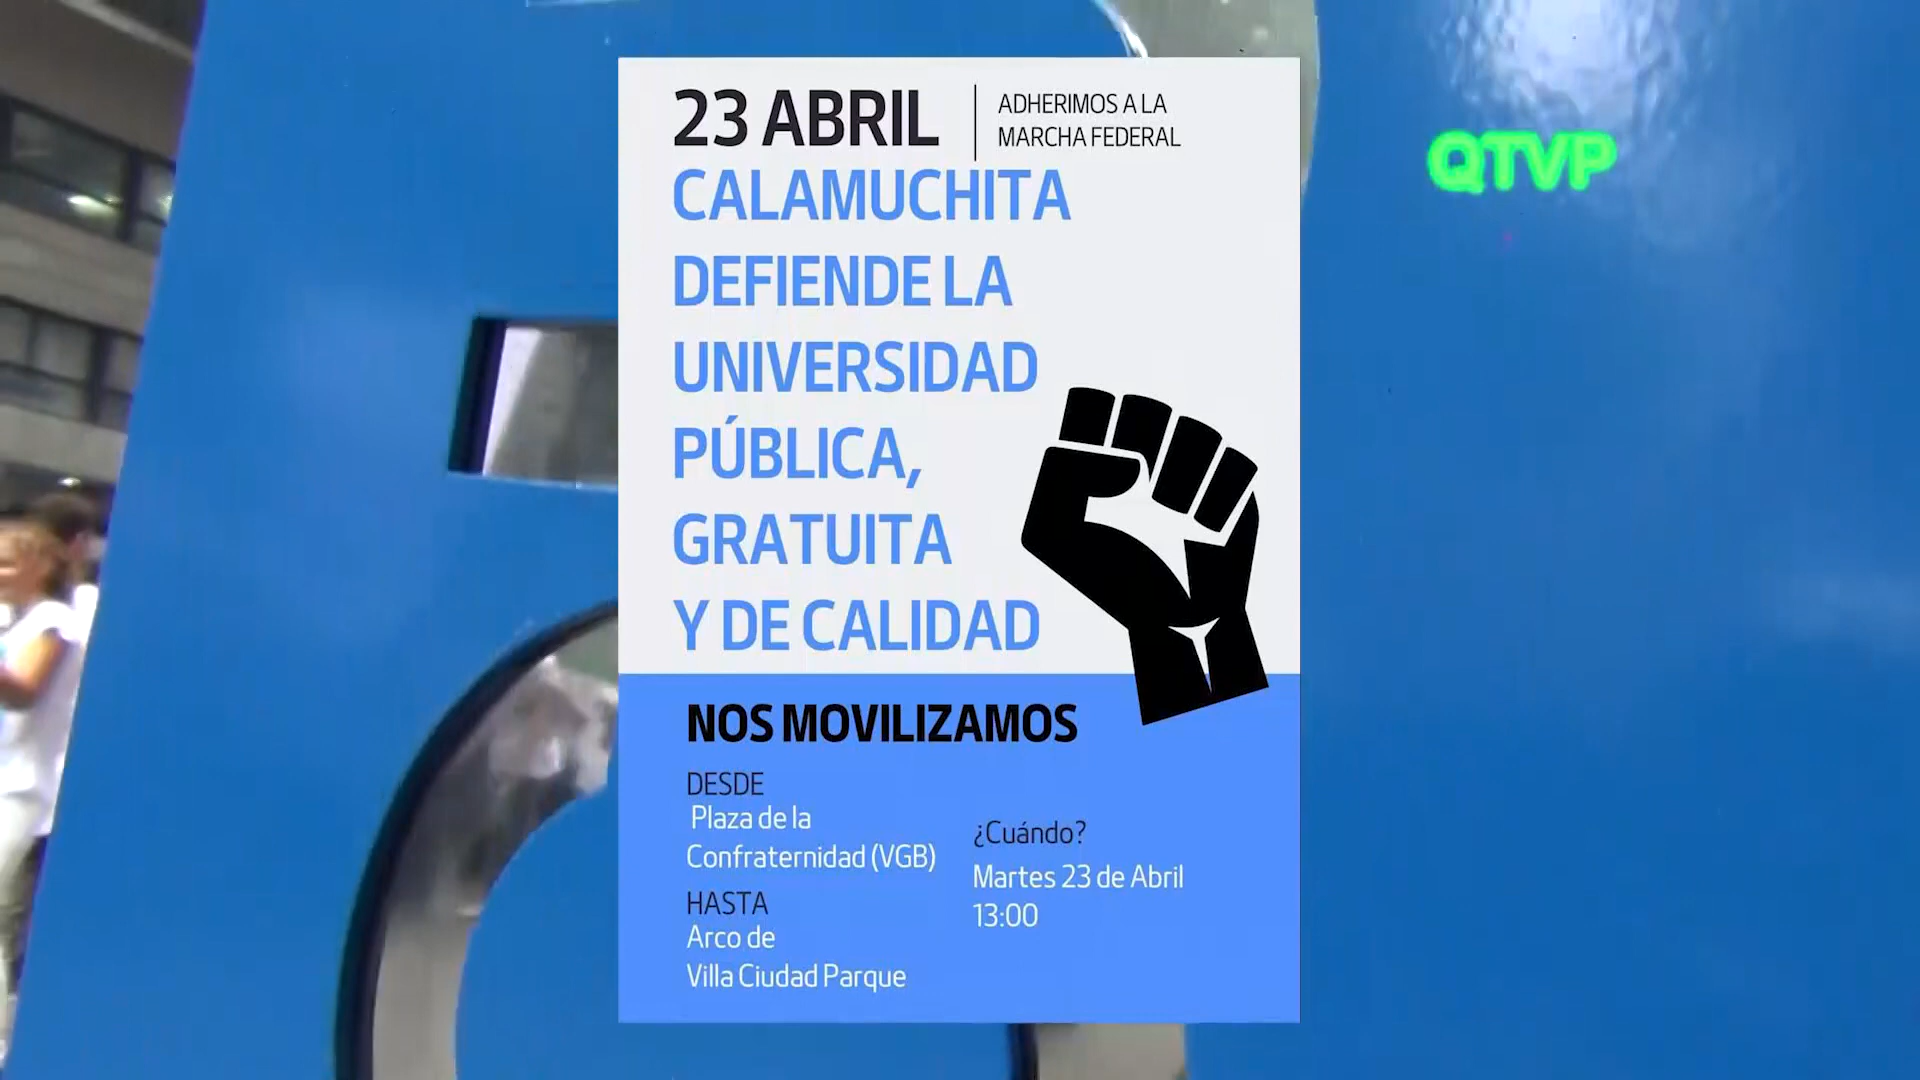 23 ABRIL
ADHERIMOS A LA
MARCHA FEDERAL
CALAMUCHITA
DEFIENDE LA
UNIVERSIDAD
PÚBLICA,
GRATUITA
Y DE CALIDAD
NOS MOVILIZAMOS
DESDE
Plaza de la
Confraternidad (VGB)
HASTA
Arco de
Villa Ciudad Parque
¿Cuándo?
Martes 23 de Abril
13:00
QTVP